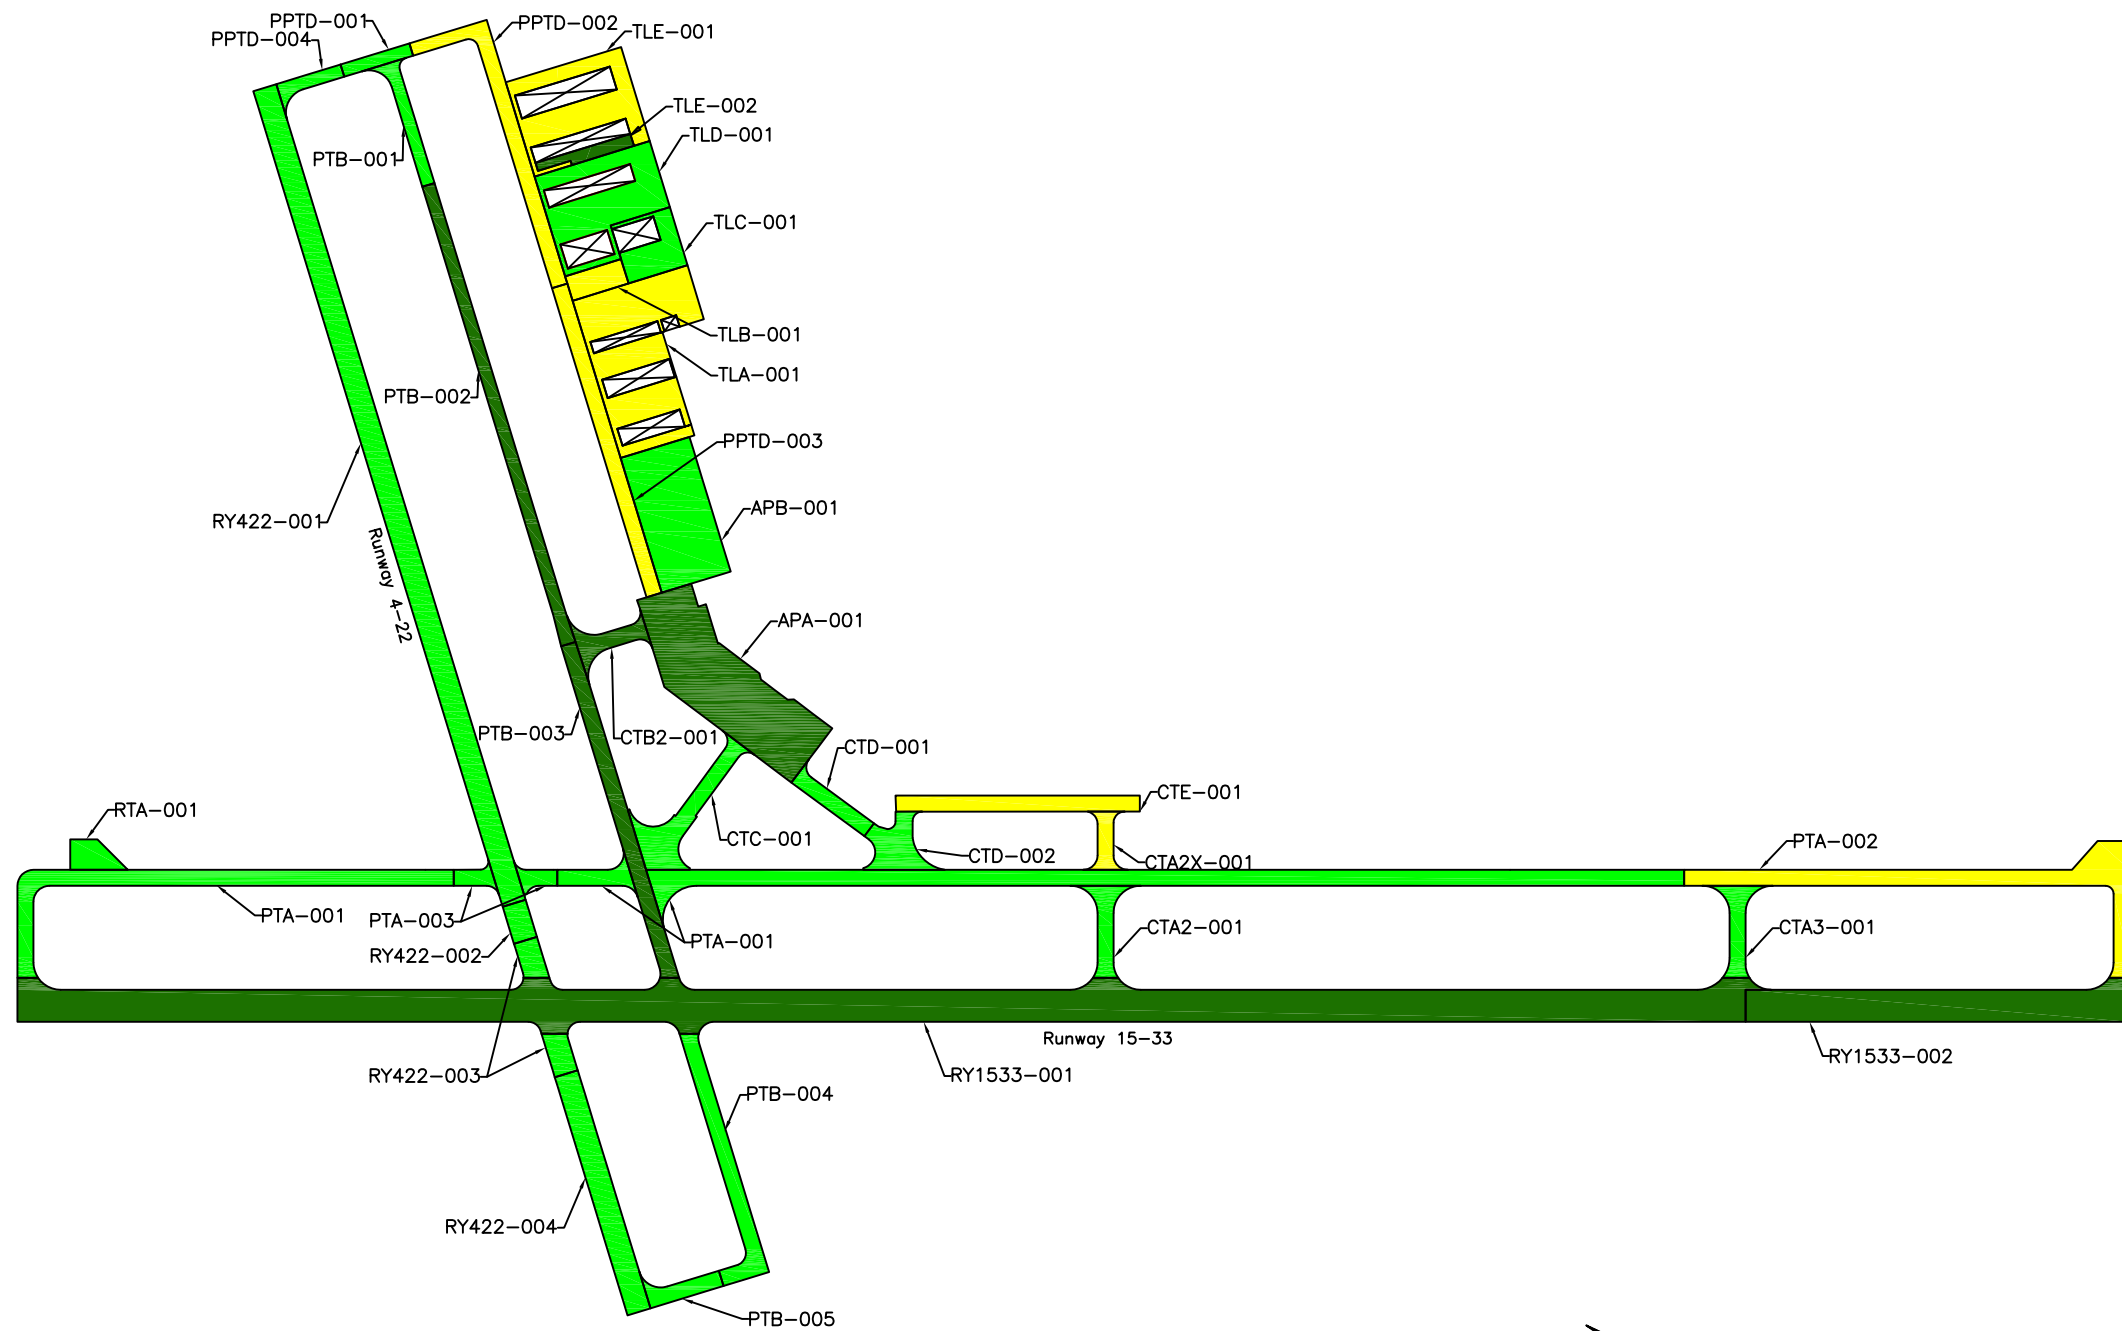 PPTD-001
PPTD-002
PPTD-004
TLE-001
TLE-002
TLD-001
PTB-001
TLC-001
TLB-001
TLA-001
PTB-002
PPTD-003
APB-001
RY422-001
Runway 4-22
APA-001
PTB-003
CTB2-001
CTD-001
CTE-001
RTA-001
CTC-001
PTA-002
CTD-002
CTA2X-001
PTA-001
PTA-003
CTA2-001
CTA3-001
PTA-001
RY422-002
Runway 15-33
RY1533-002
RY422-003
RY1533-001
PTB-004
RY422-004
PTB-005